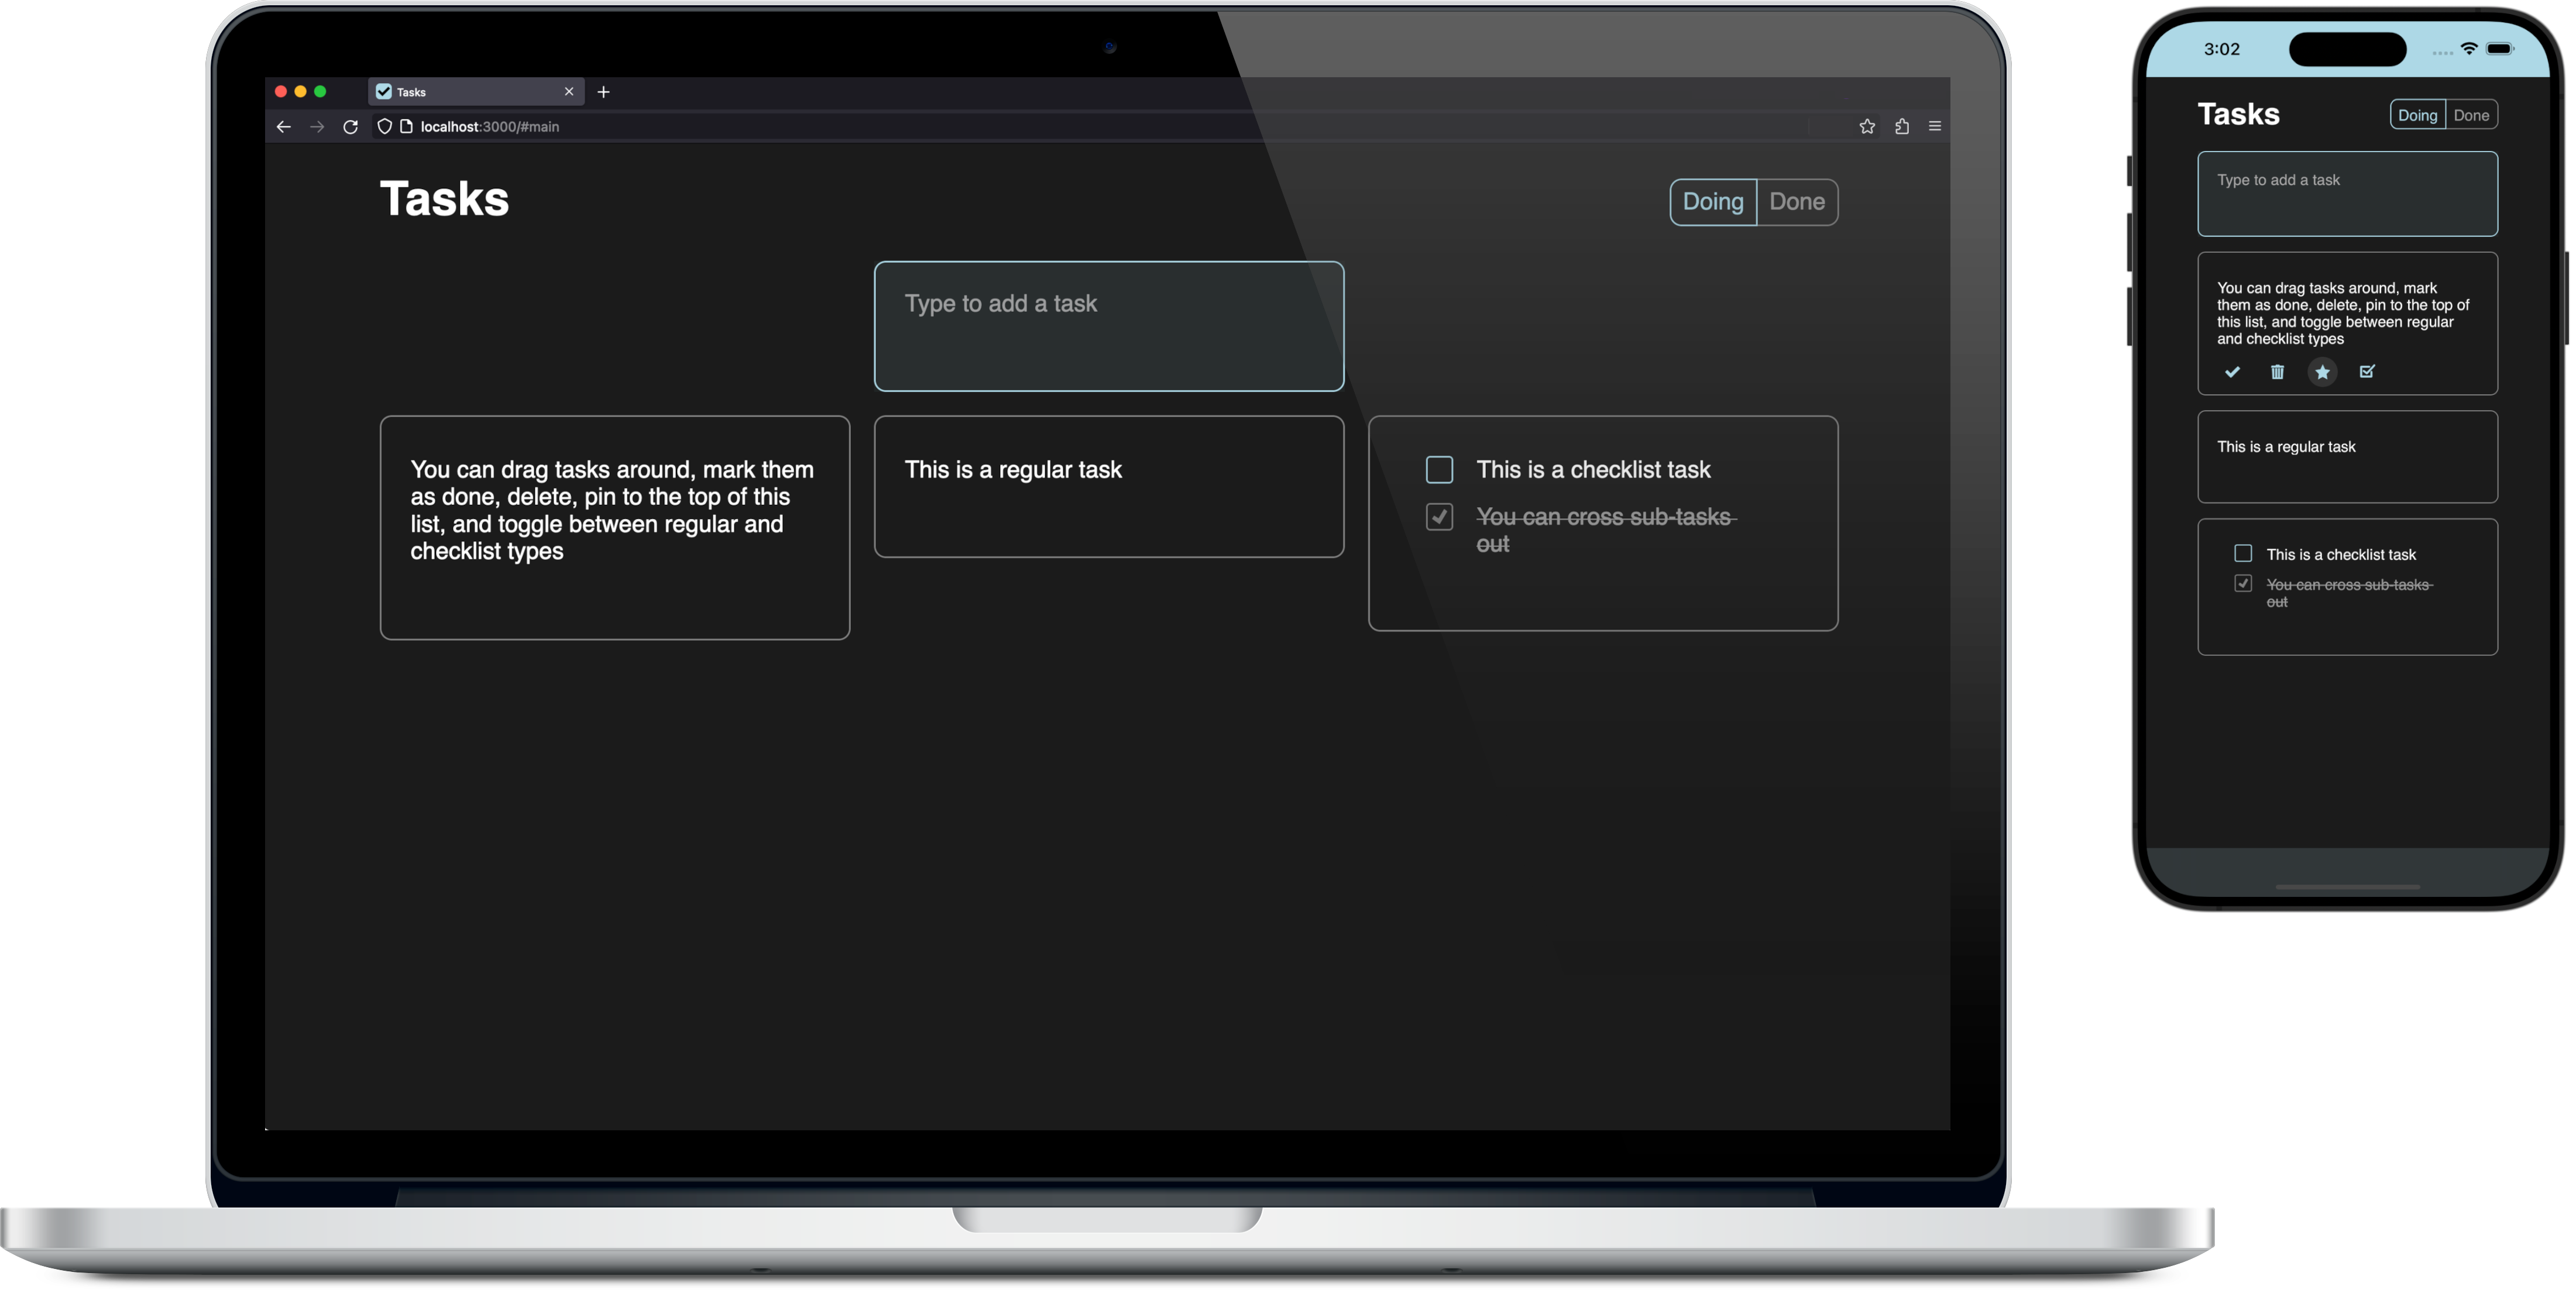 Tasks
localhost:3000/#main
Tasks
Doing Done
Type to add a task
You can drag tasks around, mark them
as done, delete, pin to the top of this
list, and toggle between regular and
checklist types
This is a regular task
This is a checklist task
You can cross sub-tasks
out
3:02
Tasks
Doing Done
Type to add a task
You can drag tasks around, mark
them as done, delete, pin to the top of
this list, and toggle between regular
and checklist types
This is a regular task
This is a checklist task
You can cross sub-tasks
out